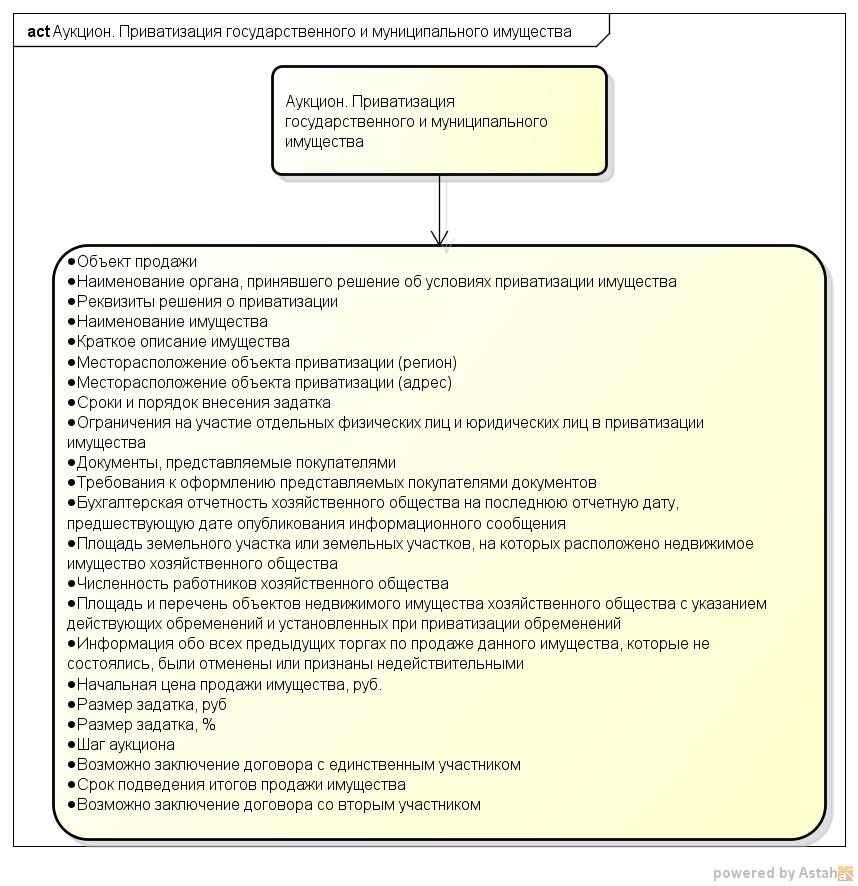 act Аукцион. Приватизация государственного и муниципального имущества
Аукцион. Приватизация
государственного и муниципального
имущества
●Объект продажи
●Наименование органа, принявшего решение об условиях приватизации имущества
●Реквизиты решения о приватизации
●Наименование имущества
●Краткое описание имущества
●Месторасположение объекта приватизации (регион)
●Месторасположение объекта приватизации (адрес)
●Сроки и порядок внесения задатка
●Ограничения на участие отдельных физических лиц и юридических лиц в приватизации
имущества
●Документы, представляемые покупателями
●Требования к оформлению представляемых покупателями документов
●Бухгалтерская отчетность хозяйственного общества на последнюю отчетную дату,
предшествующую дате опубликования информационного сообщения
●Площадь земельного участка или земельных участков, на которых расположено недвижимое
имущество хозяйственного общества
●Численность работников хозяйственного общества
●Площадь и перечень объектов недвижимого имущества хозяйственного общества с указанием
действующих обременений и установленных при приватизации обременений
●Информация обо всех предыдущих торгах по продаже данного имущества, которые не
состоялись, были отменены или признаны недействительными
●Начальная цена продажи имущества, руб.
●Размер задатка, руб
●Размер задатка, %
●Шаг аукциона
●Возможно заключение договора с единственным участником
●Срок подведения итогов продажи имущества
●Возможно заключение договора со вторым участником
powered by Astah